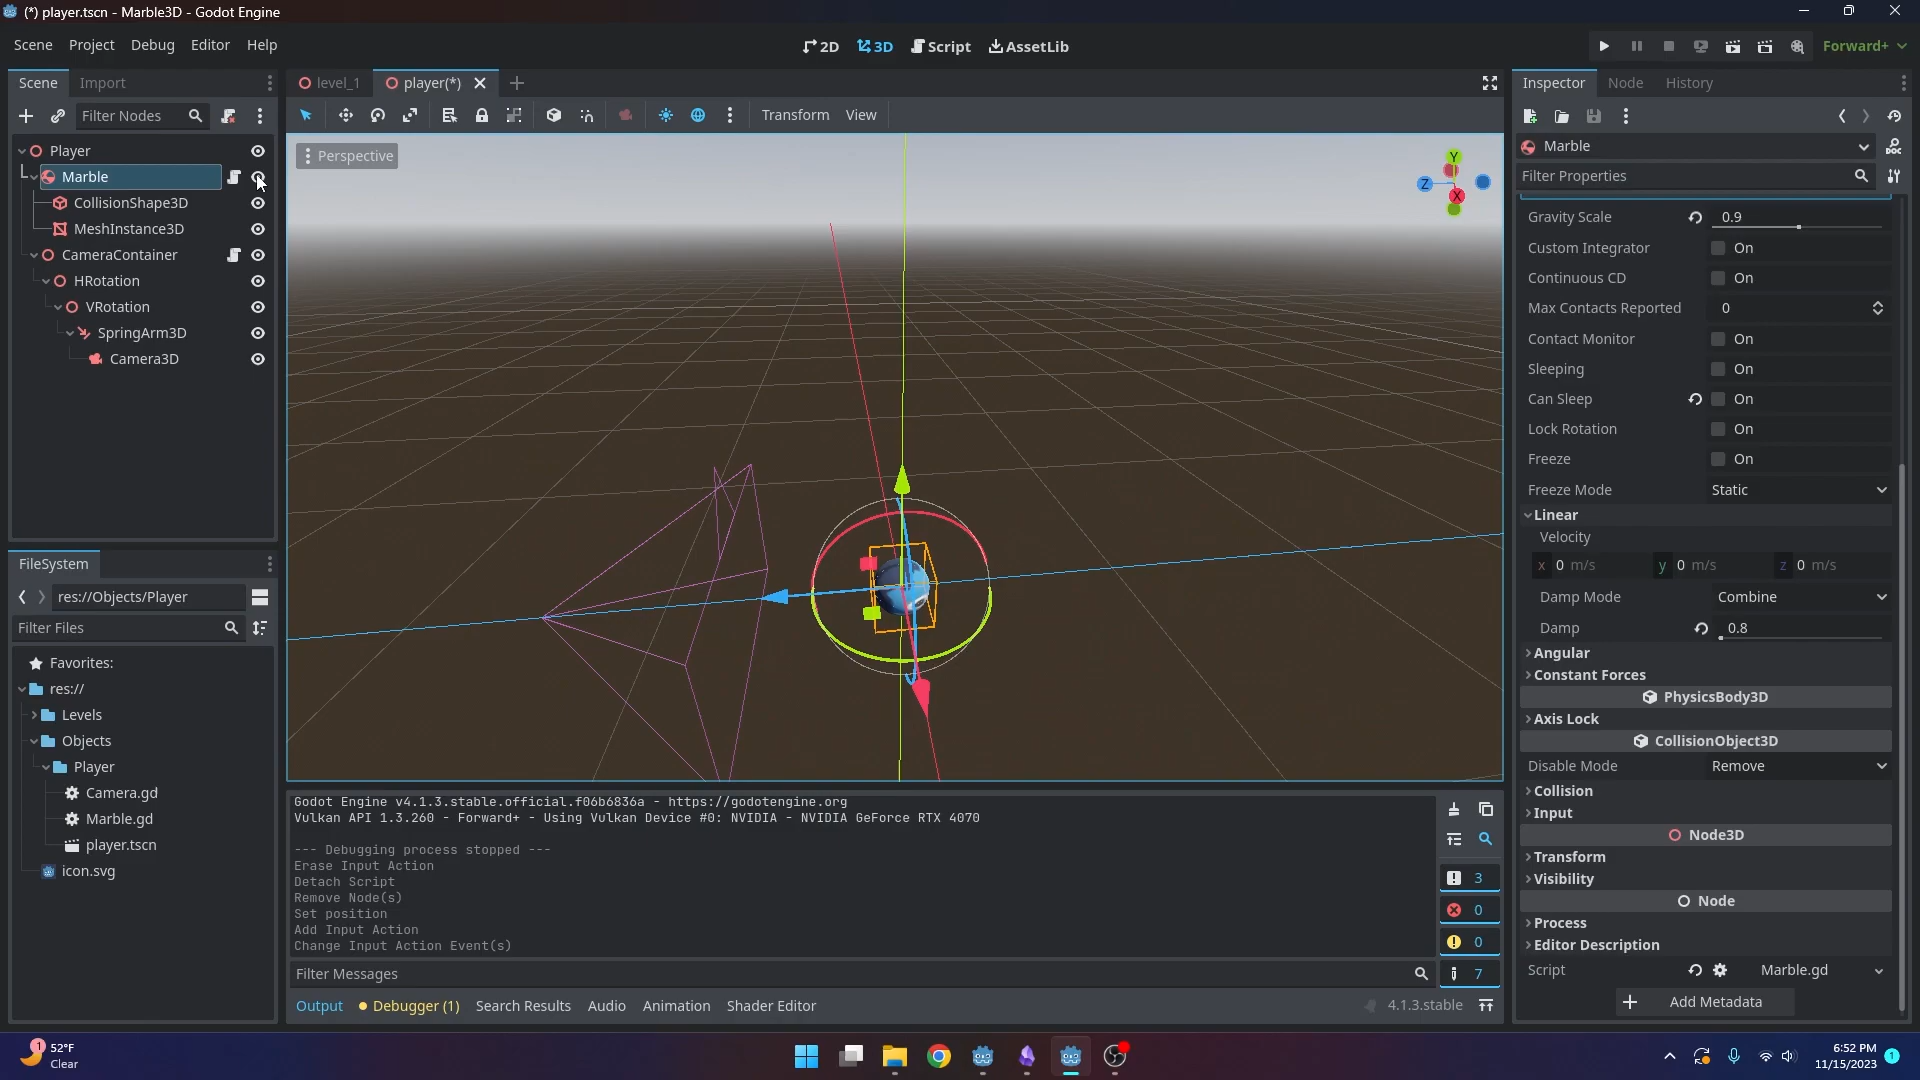 (*) player.tscn - Marble3D - Godot Engine
Scene Project Debug Editor Help
2D 3D Script AssetLib
Forward+
Scene Import
Filter Nodes
Player
Marble
CollisionShape3D
MeshInstance3D
CameraContainer
HRotation
VRotation
SpringArm3D
Camera3D
FileSystem
res://Objects/Player
Filter Files
Favorites:
res://
Levels
Objects
Player
Camera.gd
Marble.gd
player.tscn
icon.svg
level_1 player(*)
Transform View
Perspective
Y
Z
X
Godot Engine v4.1.3.stable.official.f06b6836a - https://godotengine.org
Vulkan API 1.3.260 - Forward+ - Using Vulkan Device #0: NVIDIA - NVIDIA GeForce RTX 4070
--- Debugging process stopped ---
Erase Input Action
Detach Script
Remove Node(s)
Set position
Add Input Action
Change Input Action Event(s)
3
0
0
7
Filter Messages
Output Debugger (1) Search Results Audio Animation Shader Editor
4.1.3.stable
Inspector Node History
Marble
Filter Properties
Gravity Scale 0.9
Custom Integrator On
Continuous CD On
Max Contacts Reported 0
Contact Monitor On
Sleeping On
Can Sleep On
Lock Rotation On
Freeze On
Freeze Mode Static
Linear
Velocity
x 0 m/s y 0 m/s z 0 m/s
Damp Mode Combine
Damp 0.8
Angular
Constant Forces
PhysicsBody3D
Axis Lock
CollisionObject3D
Disable Mode Remove
Collision
Input
Node3D
Transform
Visibility
Node
Process
Editor Description
Script Marble.gd
Add Metadata
1
52°F
Clear
6:52 PM
11/15/2023
1